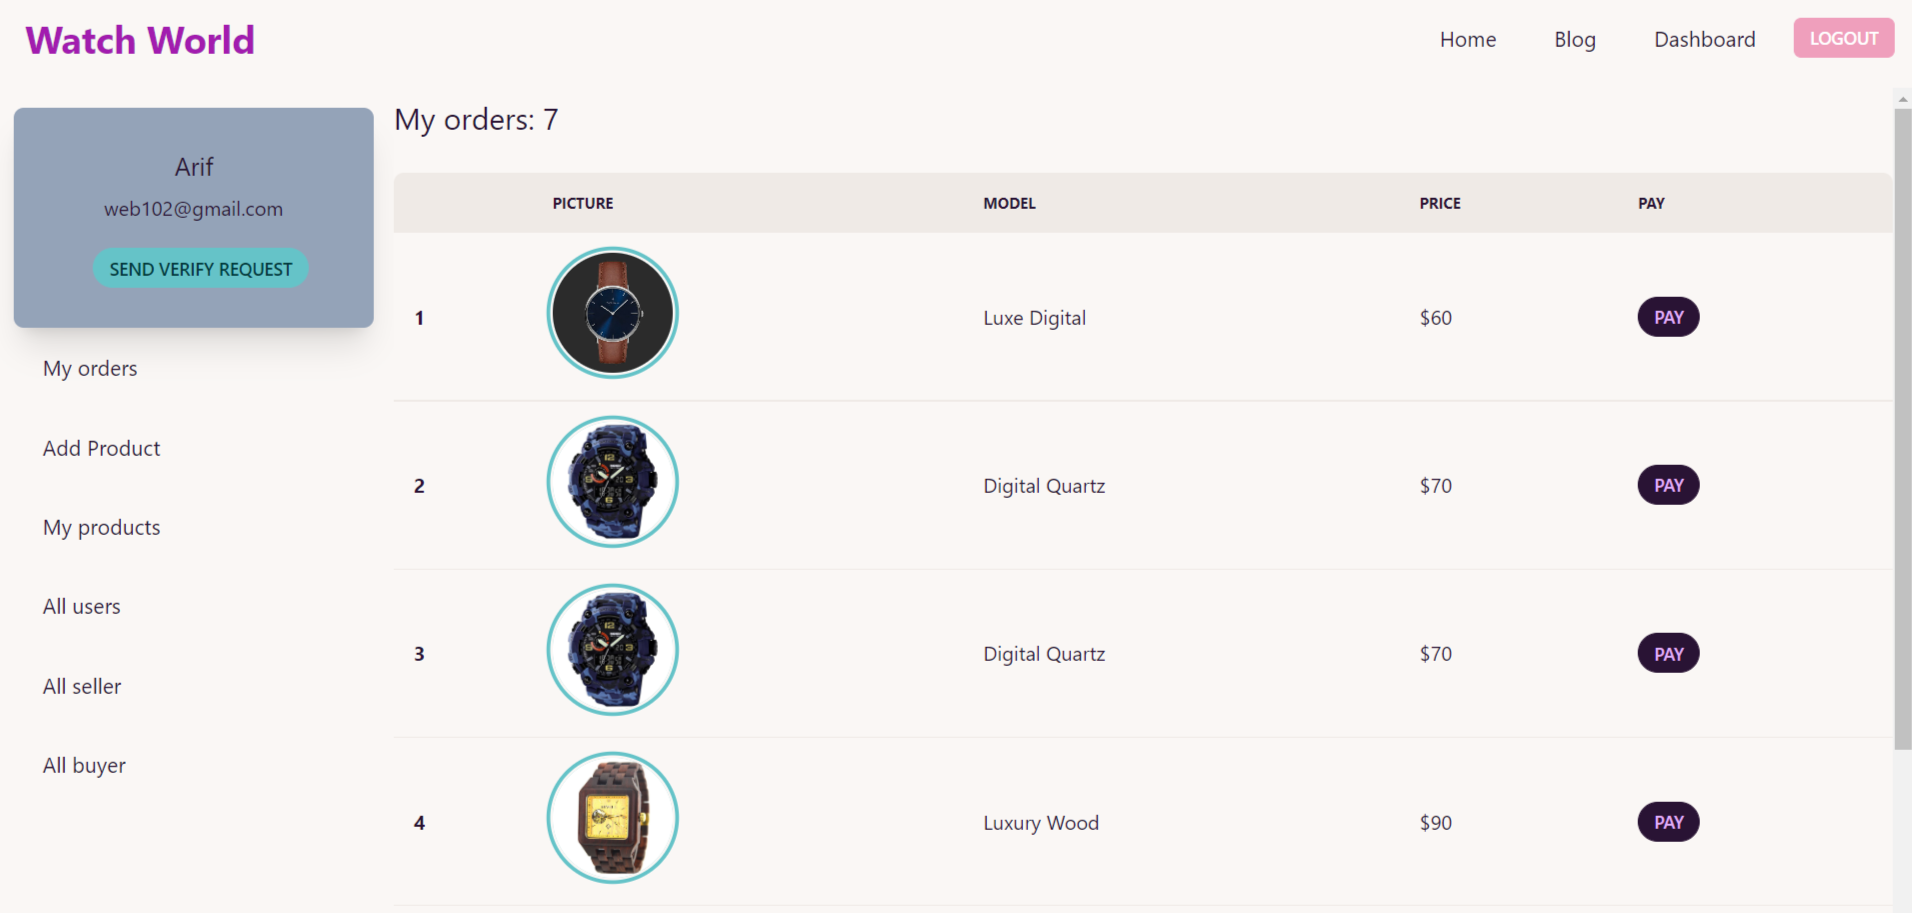 Watch World
Home Blog Dashboard LOGOUT
Arif
web102@gmail.com
SEND VERIFY REQUEST
My orders
Add Product
My products
All users
All seller
All buyer
My orders: 7
PICTURE MODEL PRICE PAY
1 Luxe Digital $60 PAY
2 Digital Quartz $70 PAY
3 Digital Quartz $70 PAY
4 Luxury Wood $90 PAY